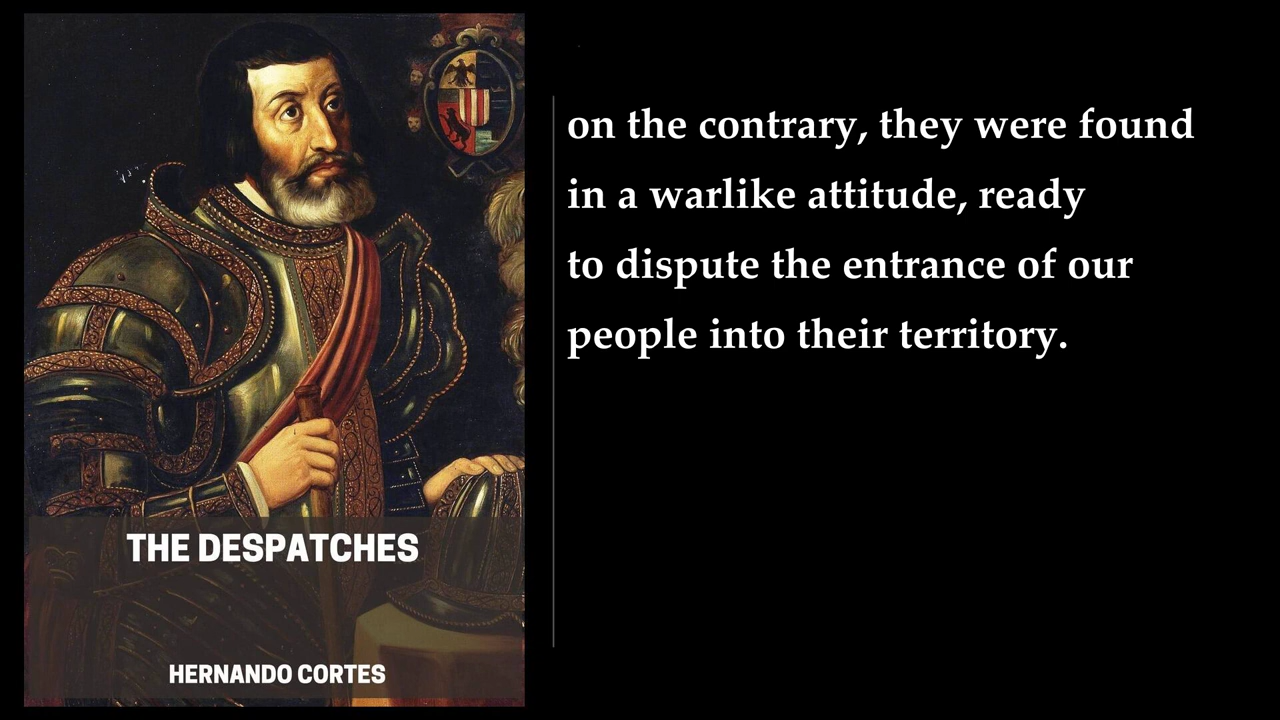 THE DESPATCHES
HERNANDO CORTES
on the contrary, they were found
in a warlike attitude, ready
to dispute the entrance of our
people into their territory.